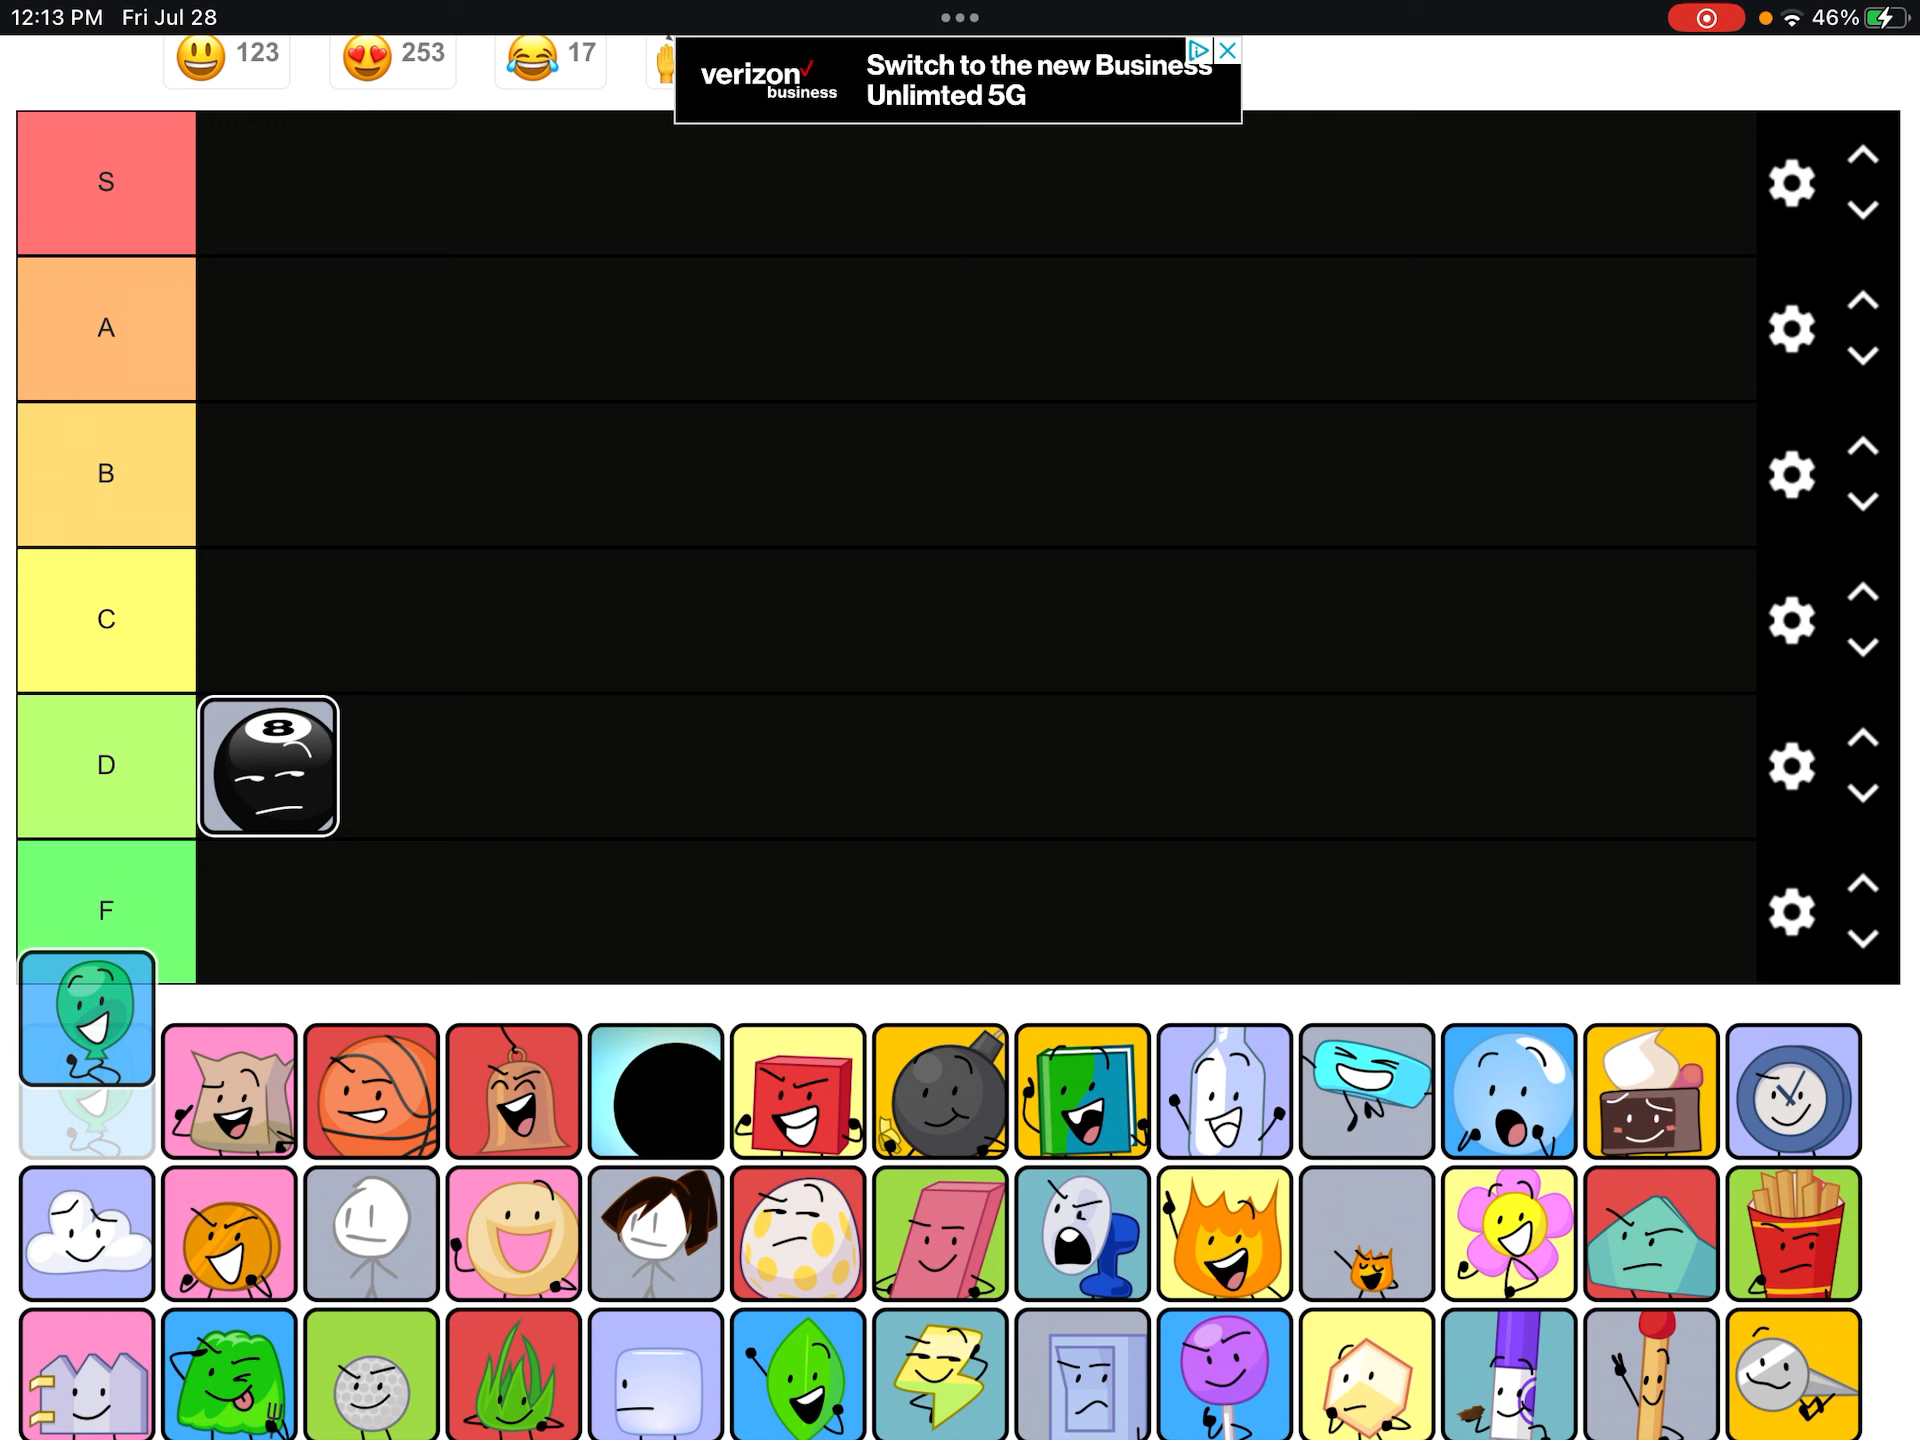 12:13 PM Fri Jul 28
46%
123
253
17
verizon
business
Switch to the new Business
Unlimted 5G
S
A
B
C
D
8
F